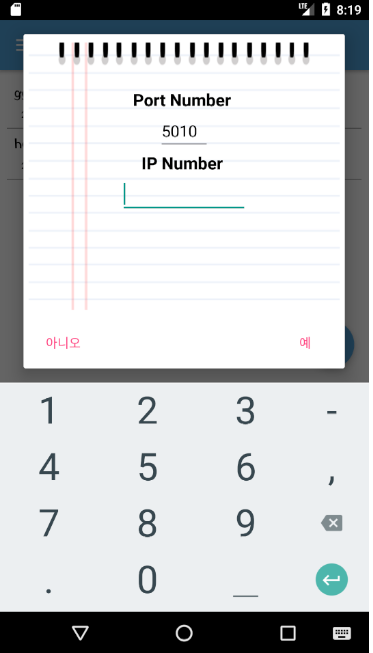 LTE 8:19
Port Number
5010
IP Number
아니오 예
1 2 3 -
4 5 6 ,
7 8 9
. 0 _